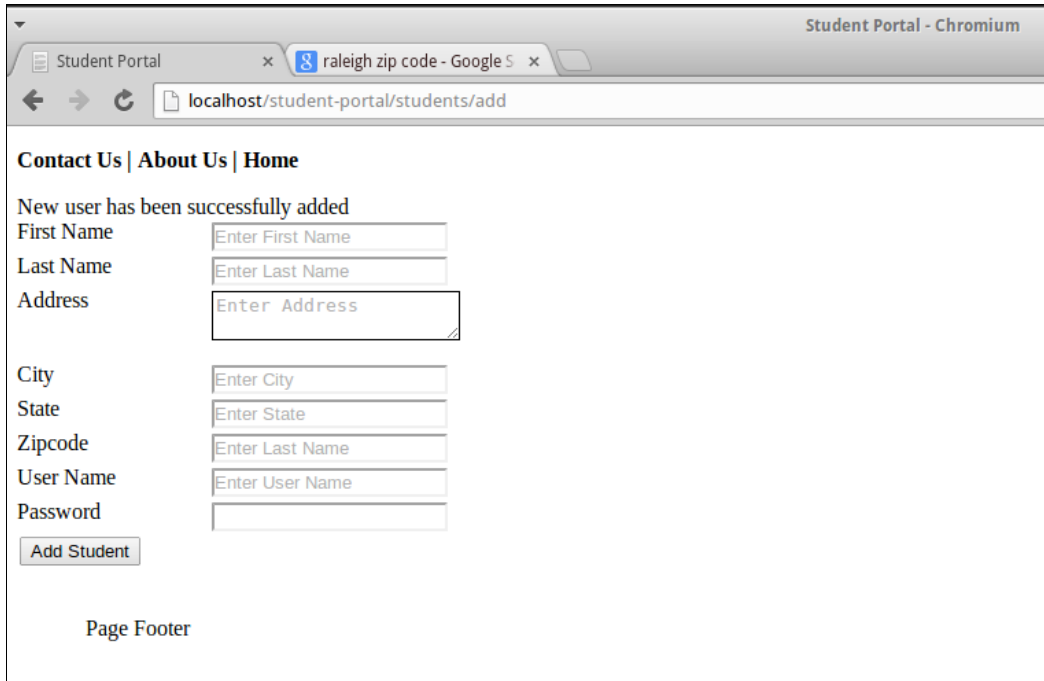 Student Portal - Chromium
Student Portal
raleigh zip code - Google S
localhost/student-portal/students/add
Contact Us | About Us | Home
New user has been successfully added
First Name Enter First Name
Last Name Enter Last Name
Address Enter Address
City Enter City
State Enter State
Zipcode Enter Last Name
User Name Enter User Name
Password
Add Student
Page Footer